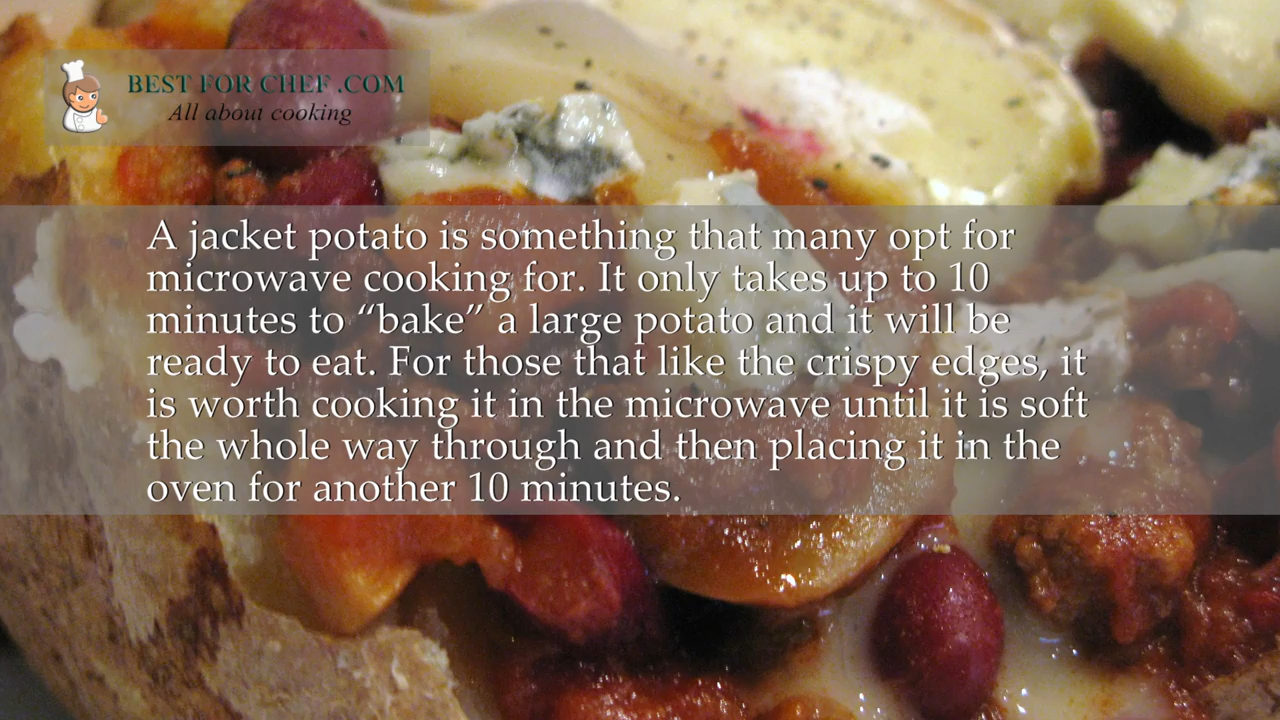 BEST FOR CHEF .COM
All about cooking
A jacket potato is something that many opt for
microwave cooking for. It only takes up to 10
minutes to “bake” a large potato and it will be
ready to eat. For those that like the crispy edges, it
is worth cooking it in the microwave until it is soft
the whole way through and then placing it in the
oven for another 10 minutes.